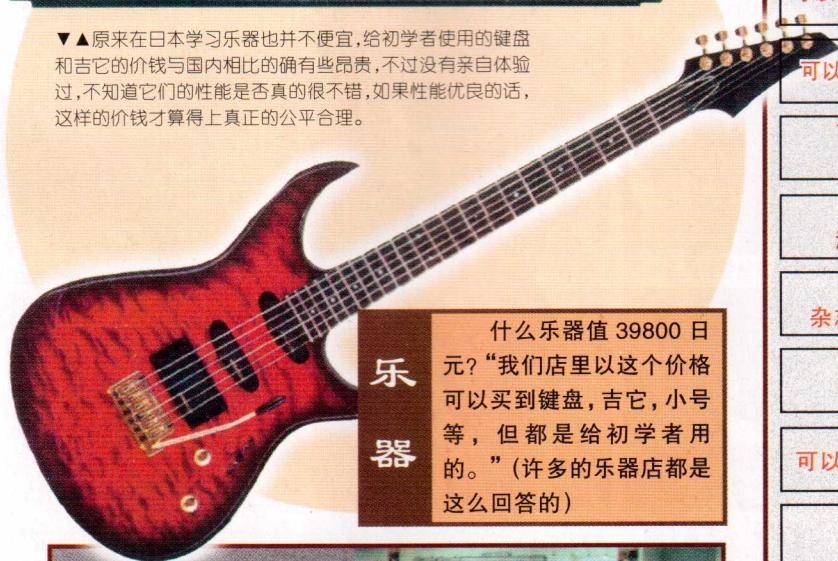 ▼▲原来在日本学习乐器也并不便宜,给初学者使用的键盘
和吉它的价钱与国内相比的确有些昂贵,不过没有亲自体验
过,不知道它们的性能是否真的很不错,如果性能优良的话,
这样的价钱才算得上真正的公平合理。
乐器
什么乐器值 39800 日
元?“我们店里以这个价格
可以买到键盘,吉它,小号
等,但都是给初学者用
的。”(许多的乐器店都是
这么回答的)
可以
杂
可以